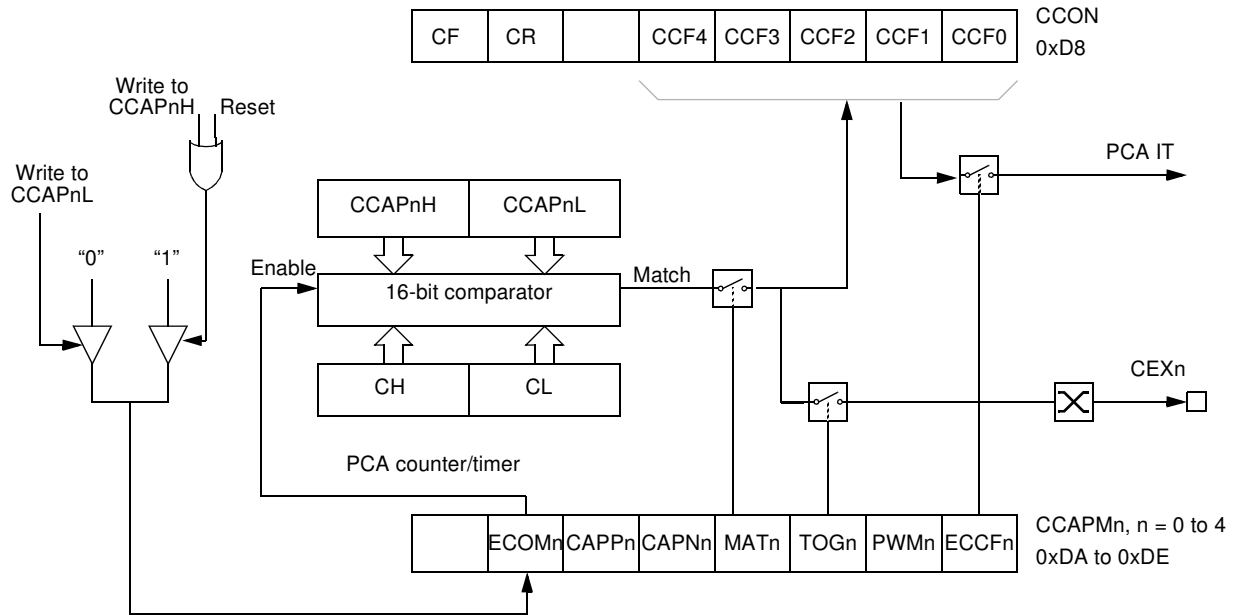 CF CR CCF4 CCF3 CCF2 CCF1 CCF0
CCON
0xD8
Write to
CCAPnH
Reset
Write to
CCAPnL
PCA IT
CCAPnH CCAPnL
“0” “1”
Enable
16-bit comparator
Match
CH CL
CEXn
PCA counter/timer
ECOMn CAPPn CAPNn MATn TOGn PWMn ECCFn
CCAPMn, n = 0 to 4
0xDA to 0xDE